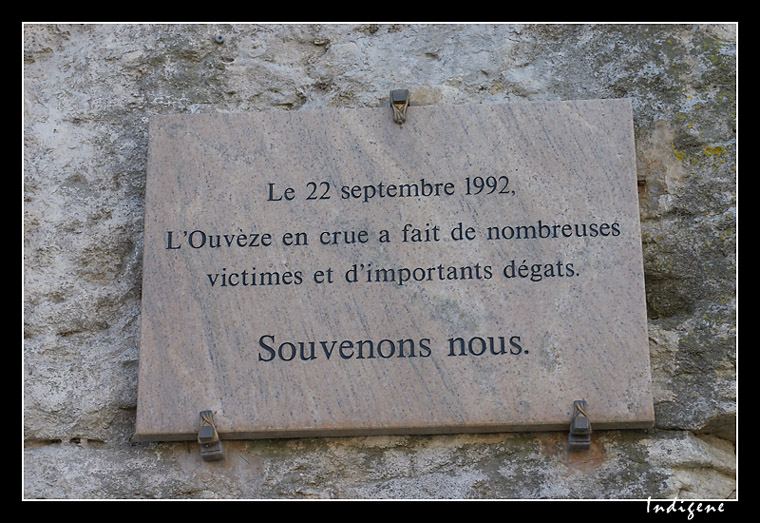 Le 22 septembre 1992,
L'Ouvèze en crue a fait de nombreuses
victimes et d'importants dégats.
Souvenons nous.
Indigene